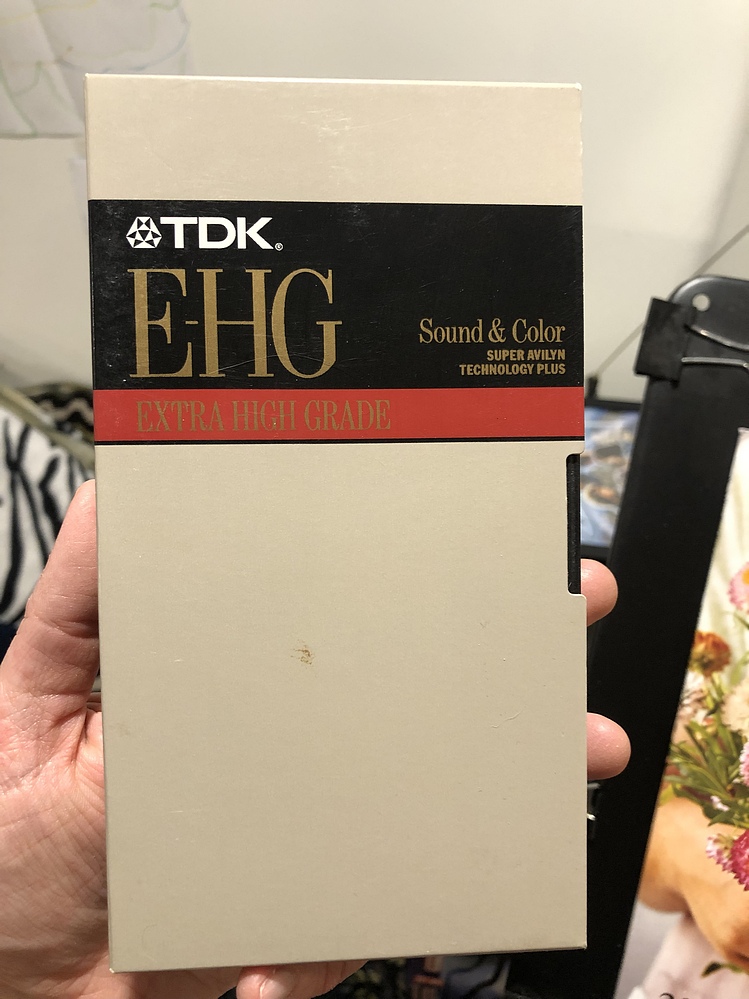 TDK®
E-HG
Sound & Color
SUPER AVILYN
TECHNOLOGY PLUS
EXTRA HIGH GRADE